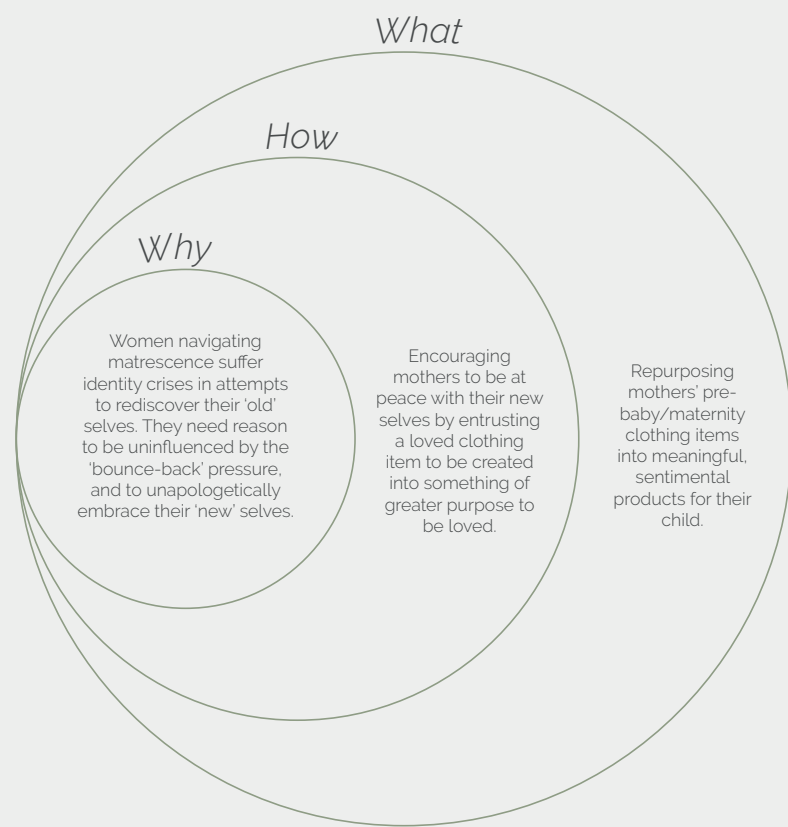 What
How
Why
Women navigating
matrescence suffer
identity crises in attempts
to rediscover their ‘old’
selves. They need reason
to be uninfluenced by the
‘bounce-back’ pressure,
and to unapologetically
embrace their ‘new’ selves.
Encouraging
mothers to be at
peace with their new
selves by entrusting
a loved clothing
item to be created
into something of
greater purpose to
be loved.
Repurposing
mothers’ pre-
baby/maternity
clothing items
into meaningful,
sentimental
products for their
child.